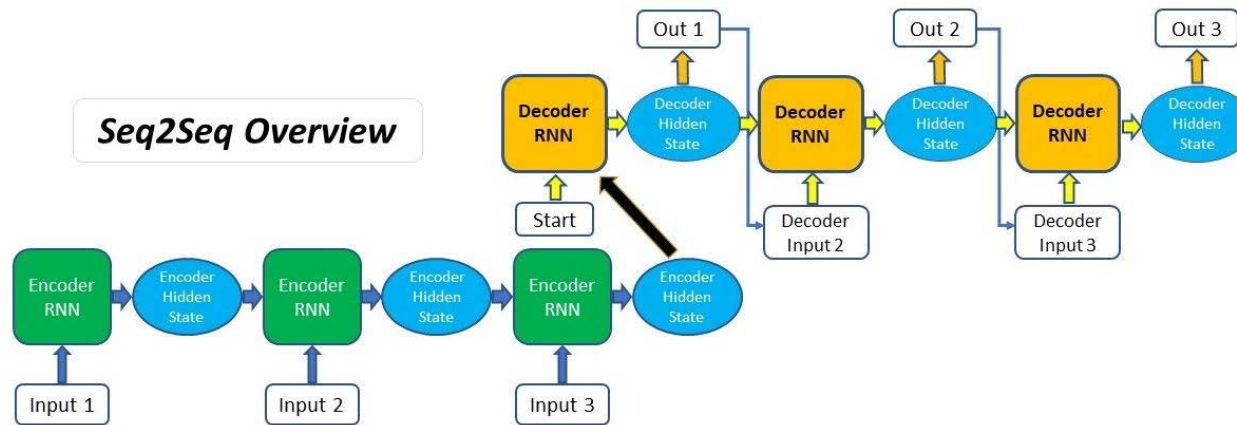 Seq2Seq Overview
Out 1
Out 2
Out 3
Decoder
RNN
Decoder
Hidden
State
Decoder
RNN
Decoder
Hidden
State
Decoder
RNN
Decoder
Hidden
State
Start
Decoder
Input 2
Decoder
Input 3
Encoder
RNN
Encoder
Hidden
State
Encoder
RNN
Encoder
Hidden
State
Encoder
RNN
Encoder
Hidden
State
Input 1
Input 2
Input 3